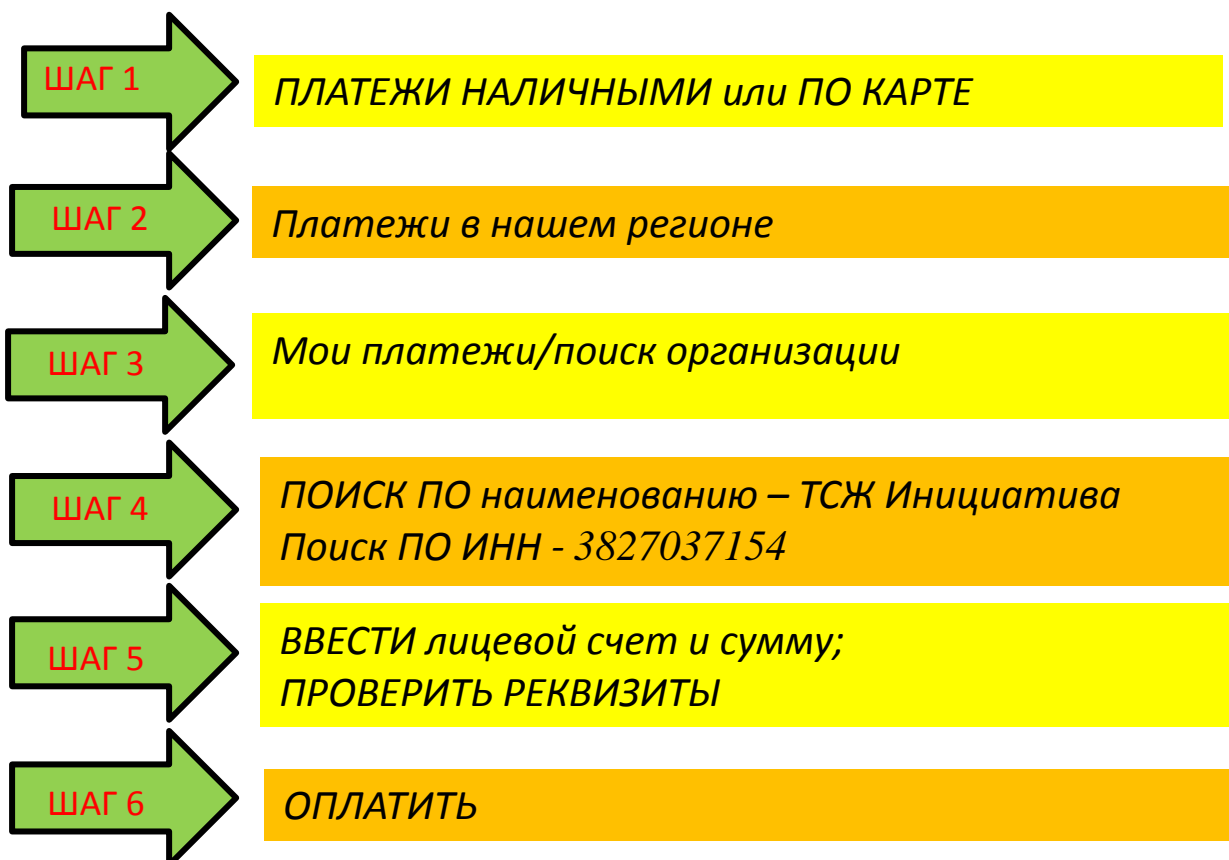 ШАГ 1
ПЛАТЕЖИ НАЛИЧНЫМИ или ПО КАРТЕ
ШАГ 2
Платежи в нашем регионе
ШАГ 3
Мои платежи/поиск организации
ШАГ 4
ПОИСК ПО наименованию – ТСЖ Инициатива
Поиск ПО ИНН - 3827037154
ШАГ 5
ВВЕСТИ лицевой счет и сумму;
ПРОВЕРИТЬ РЕКВИЗИТЫ
ШАГ 6
ОПЛАТИТЬ